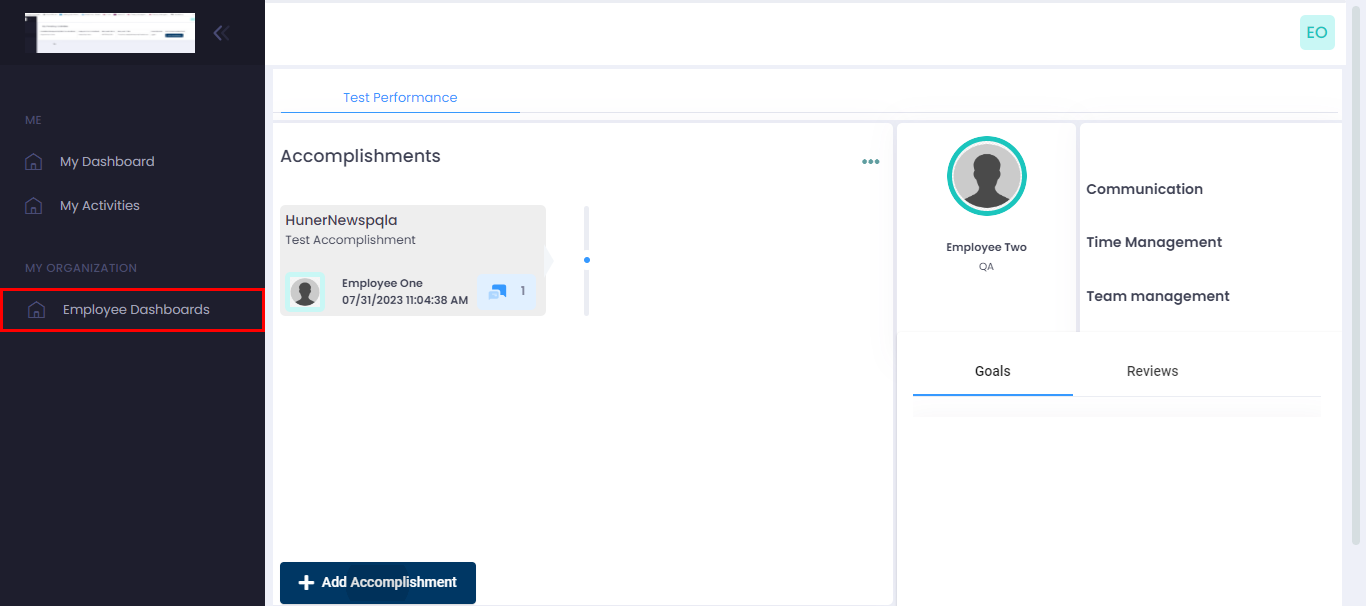 EO
ME
My Dashboard
My Activities
MY ORGANIZATION
Employee Dashboards
Test Performance
Accomplishments
HunerNewspqla
Test Accomplishment
Employee One
07/31/2023 11:04:38 AM
1
Add Accomplishment
Employee Two
QA
Communication
Time Management
Team management
Goals
Reviews